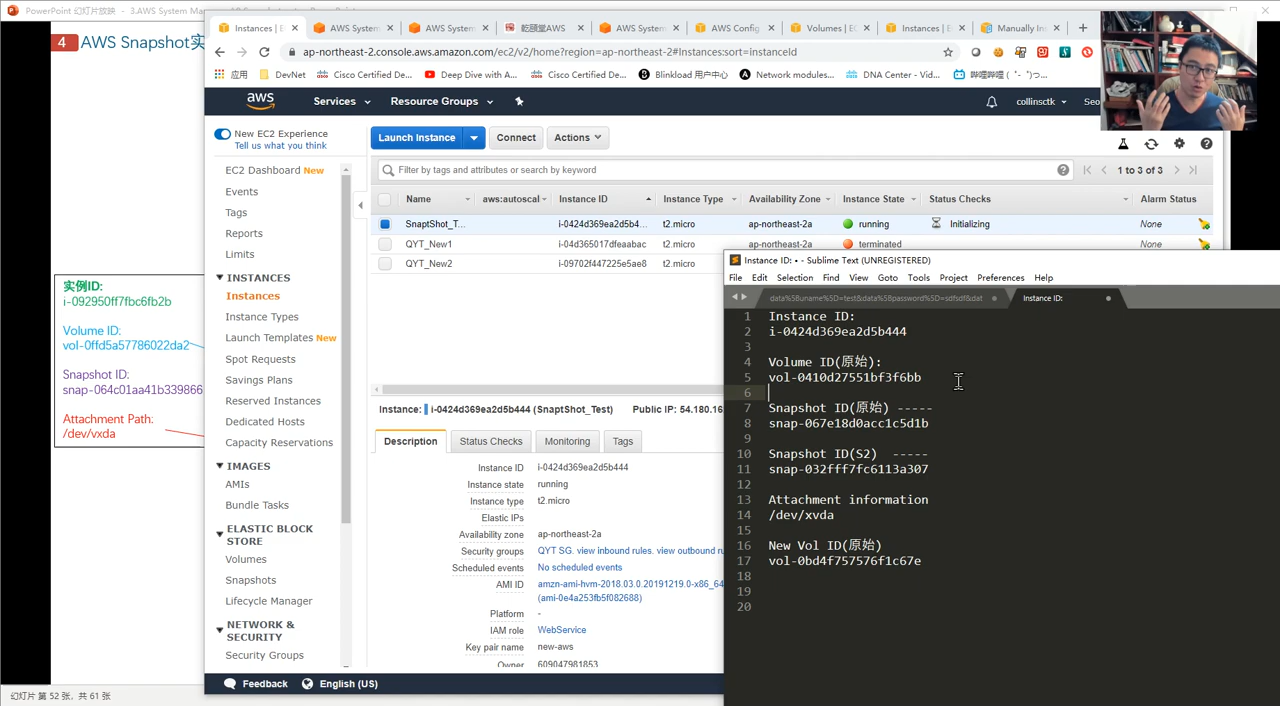 PowerPoint 幻灯片放映 - 3.AWS System Ma
4 AWS Snapshot实
实例ID:
i-092950ff7fbc6fb2b
Volume ID:
vol-0ffd5a57786022da2
Snapshot ID:
snap-064c01aa41b339866
Attachment Path:
/dev/vxda
幻灯片 第 52 张，共 61 张
Instances | E
AWS System
AWS System
乾颐堂AWS
AWS System
AWS Config
Volumes | E
Instances | E
Manually In
ap-northeast-2.console.aws.amazon.com/ec2/v2/home?region=ap-northeast-2#Instances:sort=instanceId
应用
DevNet
Cisco Certified De...
Deep Dive with A...
Cisco Certified De...
Blinkload 用户中心
Network modules...
DNA Center - Vid...
哔哩哔哩 ( ゜- ゜)つ...
aws
Services
Resource Groups
collinsctk
Seo
New EC2 Experience
Tell us what you think
EC2 Dashboard New
Events
Tags
Reports
Limits
INSTANCES
Instances
Instance Types
Launch Templates New
Spot Requests
Savings Plans
Reserved Instances
Dedicated Hosts
Capacity Reservations
IMAGES
AMIs
Bundle Tasks
ELASTIC BLOCK
STORE
Volumes
Snapshots
Lifecycle Manager
NETWORK &
SECURITY
Security Groups
Launch Instance
Connect
Actions
Filter by tags and attributes or search by keyword
1 to 3 of 3
Name aws:autoscal Instance ID Instance Type Availability Zone Instance State Status Checks Alarm Status
SnaptShot_T... i-0424d369ea2d5b4... t2.micro ap-northeast-2a running Initializing None
QYT_New1 i-04d365017dfeaabac t2.micro ap-northeast-2a terminated None
QYT_New2 i-09702f447225e5ae8 t2.micro
Instance: i-0424d369ea2d5b444 (SnaptShot_Test) Public IP: 54.180.16
Description
Status Checks
Monitoring
Tags
Instance ID i-0424d369ea2d5b444
Instance state running
Instance type t2.micro
Elastic IPs
Availability zone ap-northeast-2a
Security groups QYT SG. view inbound rules. view outbound ru
Scheduled events No scheduled events
AMI ID amzn-ami-hvm-2018.03.0.20191219.0-x86_64
(ami-0e4a253fb5f082688)
Platform -
IAM role WebService
Key pair name new-aws
Owner 609047981853
Feedback
English (US)
Instance ID: • - Sublime Text (UNREGISTERED)
File Edit Selection Find View Goto Tools Project Preferences Help
data%5Buname%5D=test&data%5Bpassword%5D=sdfsdf&dat
Instance ID:
1 Instance ID:
2 i-0424d369ea2d5b444
3
4 Volume ID(原始):
5 vol-0410d27551bf3f6bb
6
7 Snapshot ID(原始) -----
8 snap-067e18d0acc1c5d1b
9
10 Snapshot ID(S2) -----
11 snap-032fff7fc6113a307
12
13 Attachment information
14 /dev/xvda
15
16 New Vol ID(原始)
17 vol-0bd4f757576f1c67e
18
19
20